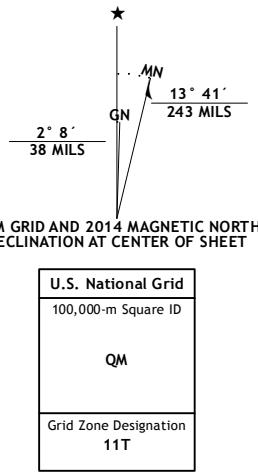 MN
GN
13° 41´
243 MILS
2° 8´
38 MILS
M GRID AND 2014 MAGNETIC NORTH
ECLINATION AT CENTER OF SHEET
U.S. National Grid
100,000-m Square ID
QM
Grid Zone Designation
11T